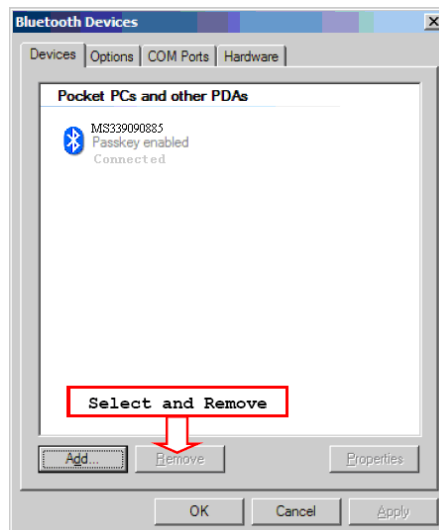 Bluetooth Devices
Devices Options COM Ports Hardware
Pocket PCs and other PDAs
MS339090885
Passkey enabled
Connected
Select and Remove
Add... Remove Properties
OK Cancel Apply